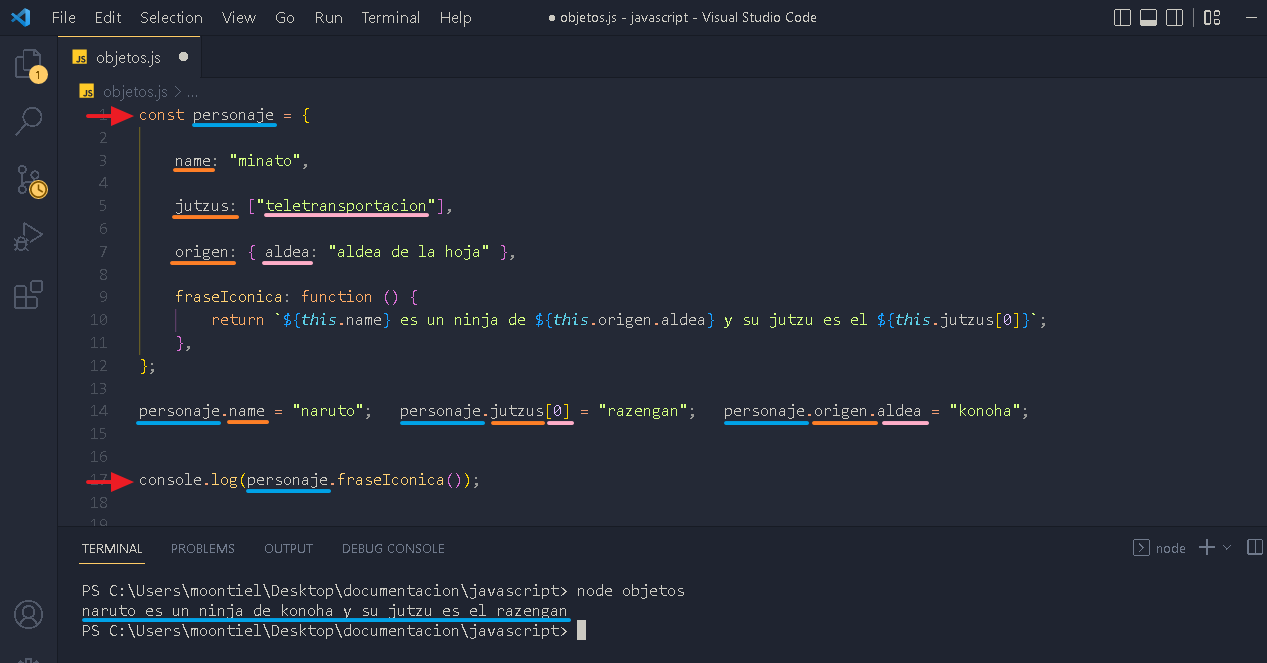 File Edit Selection View Go Run Terminal Help ● objetos.js - javascript - Visual Studio Code
JS objetos.js ●
1
JS objetos.js > ...
1 const personaje = {
2
3 name: "minato",
4
5 jutzus: ["teletransportacion"],
6
7 origen: { aldea: "aldea de la hoja" },
8
9 fraseIconica: function () {
10 return `${this.name} es un ninja de ${this.origen.aldea} y su jutzu es el ${this.jutzus[0]}`;
11 },
12 };
13
14 personaje.name = "naruto"; personaje.jutzus[0] = "razengan"; personaje.origen.aldea = "konoha";
15
16
17 console.log(personaje.fraseIconica());
18
19
TERMINAL PROBLEMS OUTPUT DEBUG CONSOLE node
PS C:\Users\moontiel\Desktop\documentacion\javascript> node objetos
naruto es un ninja de konoha y su jutzu es el razengan
PS C:\Users\moontiel\Desktop\documentacion\javascript>